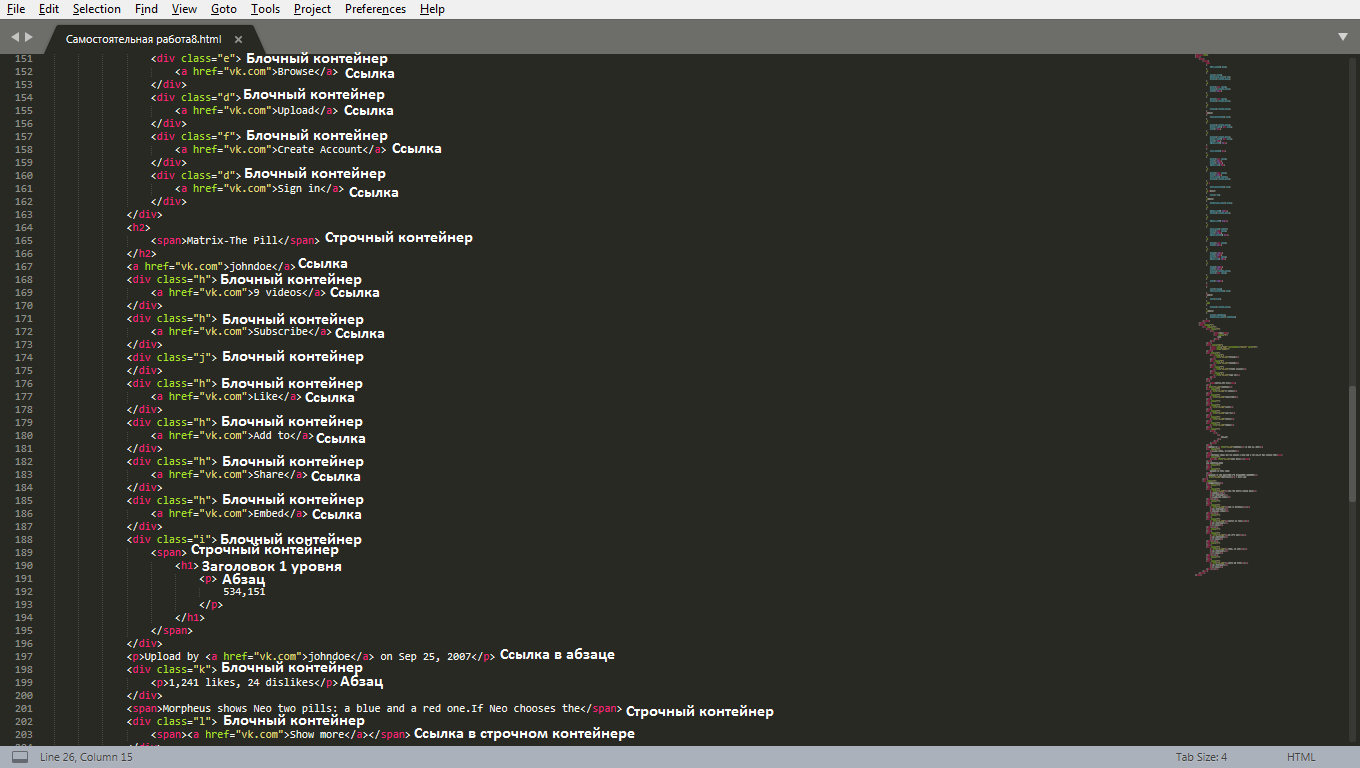 File Edit Selection Find View Goto Tools Project Preferences Help
Самостоятельная работа8.html ×
151 <div class="e"> Блочный контейнер
152 <a href="vk.com">Browse</a> Ссылка
153 </div>
154 <div class="d"> Блочный контейнер
155 <a href="vk.com">Upload</a> Ссылка
156 </div>
157 <div class="f"> Блочный контейнер
158 <a href="vk.com">Create Account</a> Ссылка
159 </div>
160 <div class="d"> Блочный контейнер
161 <a href="vk.com">Sign in</a> Ссылка
162 </div>
163 </div>
164 <h2>
165 <span>Matrix-The Pill</span> Строчный контейнер
166 </h2>
167 <a href="vk.com">johndoe</a> Ссылка
168 <div class="h"> Блочный контейнер
169 <a href="vk.com">9 videos</a> Ссылка
170 </div>
171 <div class="h"> Блочный контейнер
172 <a href="vk.com">Subscribe</a> Ссылка
173 </div>
174 <div class="j"> Блочный контейнер
175 </div>
176 <div class="h"> Блочный контейнер
177 <a href="vk.com">Like</a> Ссылка
178 </div>
179 <div class="h"> Блочный контейнер
180 <a href="vk.com">Add to</a> Ссылка
181 </div>
182 <div class="h"> Блочный контейнер
183 <a href="vk.com">Share</a> Ссылка
184 </div>
185 <div class="h"> Блочный контейнер
186 <a href="vk.com">Embed</a> Ссылка
187 </div>
188 <div class="i"> Блочный контейнер
189 <span> Строчный контейнер
190 <h1> Заголовок 1 уровня
191 <p> Абзац
192 534,151
193 </p>
194 </h1>
195 </span>
196 </div>
197 <p>Upload by <a href="vk.com">johndoe</a> on Sep 25, 2007</p> Ссылка в абзаце
198 <div class="k"> Блочный контейнер
199 <p>1,241 likes, 24 dislikes</p> Абзац
200 </div>
201 <span>Morpheus shows Neo two pills: a blue and a red one.If Neo chooses the</span> Строчный контейнер
202 <div class="l"> Блочный контейнер
203 <span><a href="vk.com">Show more</a></span> Ссылка в строчном контейнере
Line 26, Column 15 Tab Size: 4 HTML